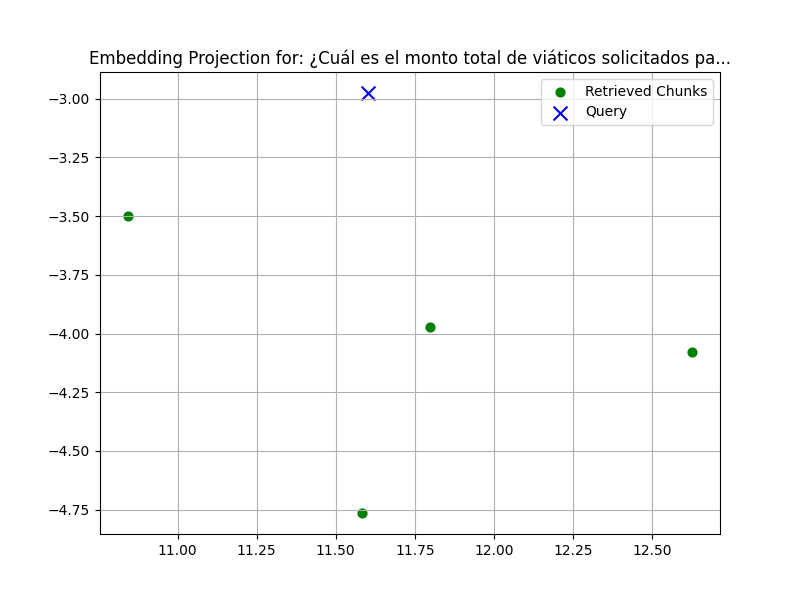 Embedding Projection for: ¿Cuál es el monto total de viáticos solicitados pa...
Retrieved Chunks
Query
−3.00
−3.25
−3.50
−3.75
−4.00
−4.25
−4.50
−4.75
11.00 11.25 11.50 11.75 12.00 12.25 12.50